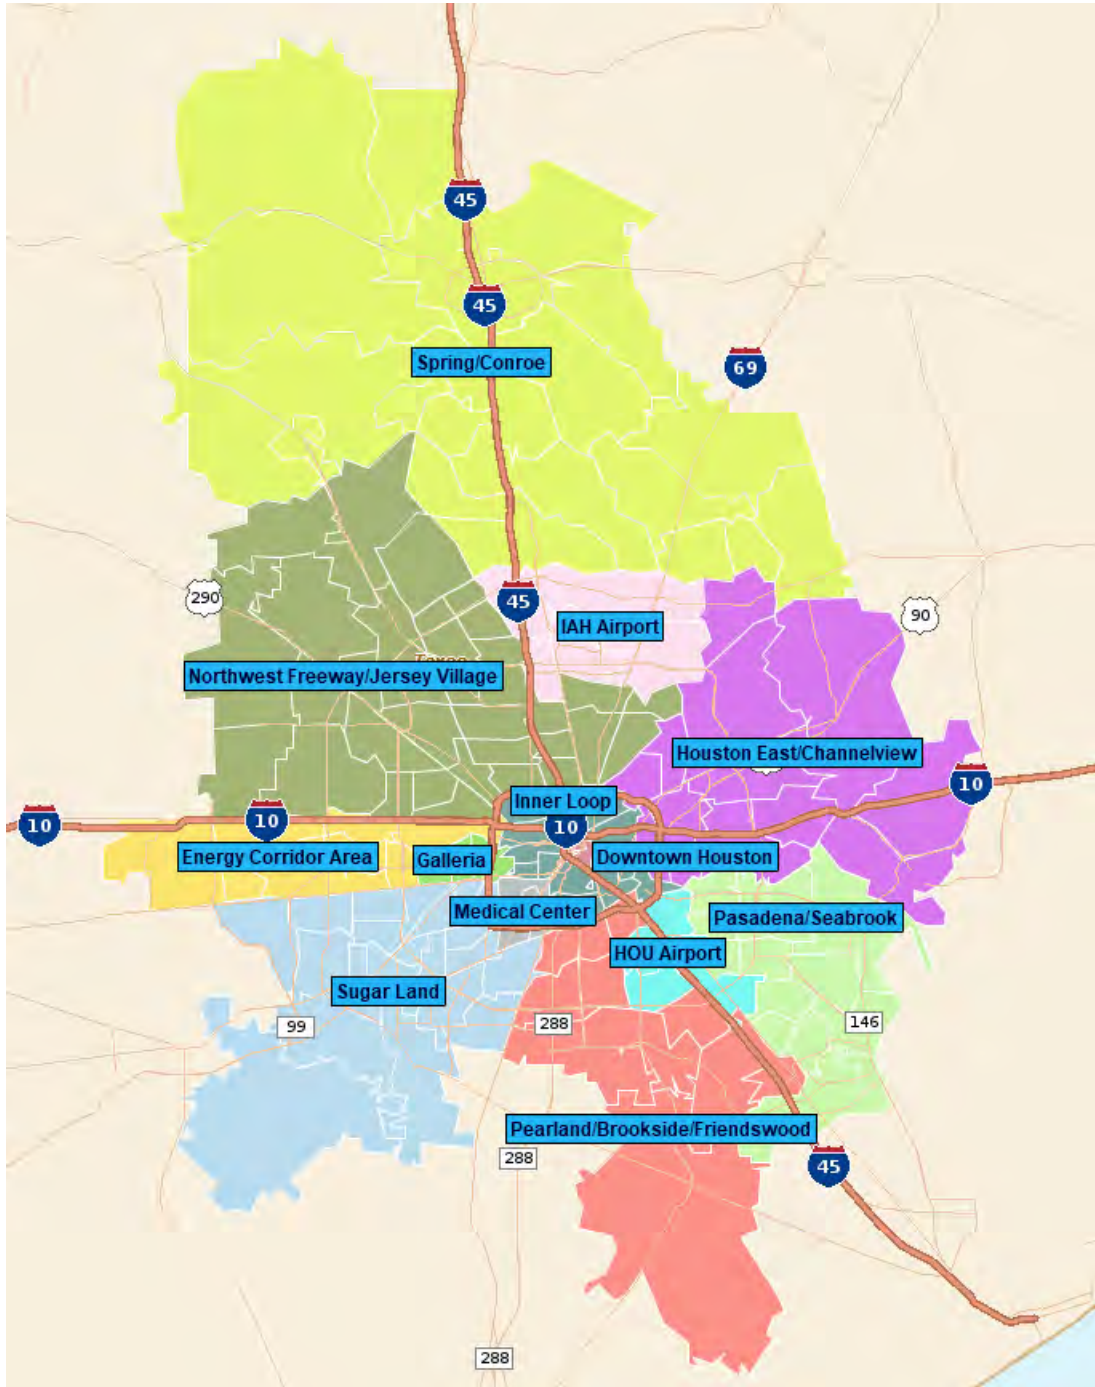 45
45
Spring/Conroe
69
290
45
90
IAH Airport
Northwest Freeway/Jersey Village
Houston East/Channelview
10
Inner Loop
10
10
10
Energy Corridor Area
Galleria
Downtown Houston
Medical Center
Pasadena/Seabrook
HOU Airport
Sugar Land
99
288
146
Pearland/Brookside/Friendswood
288
45
288